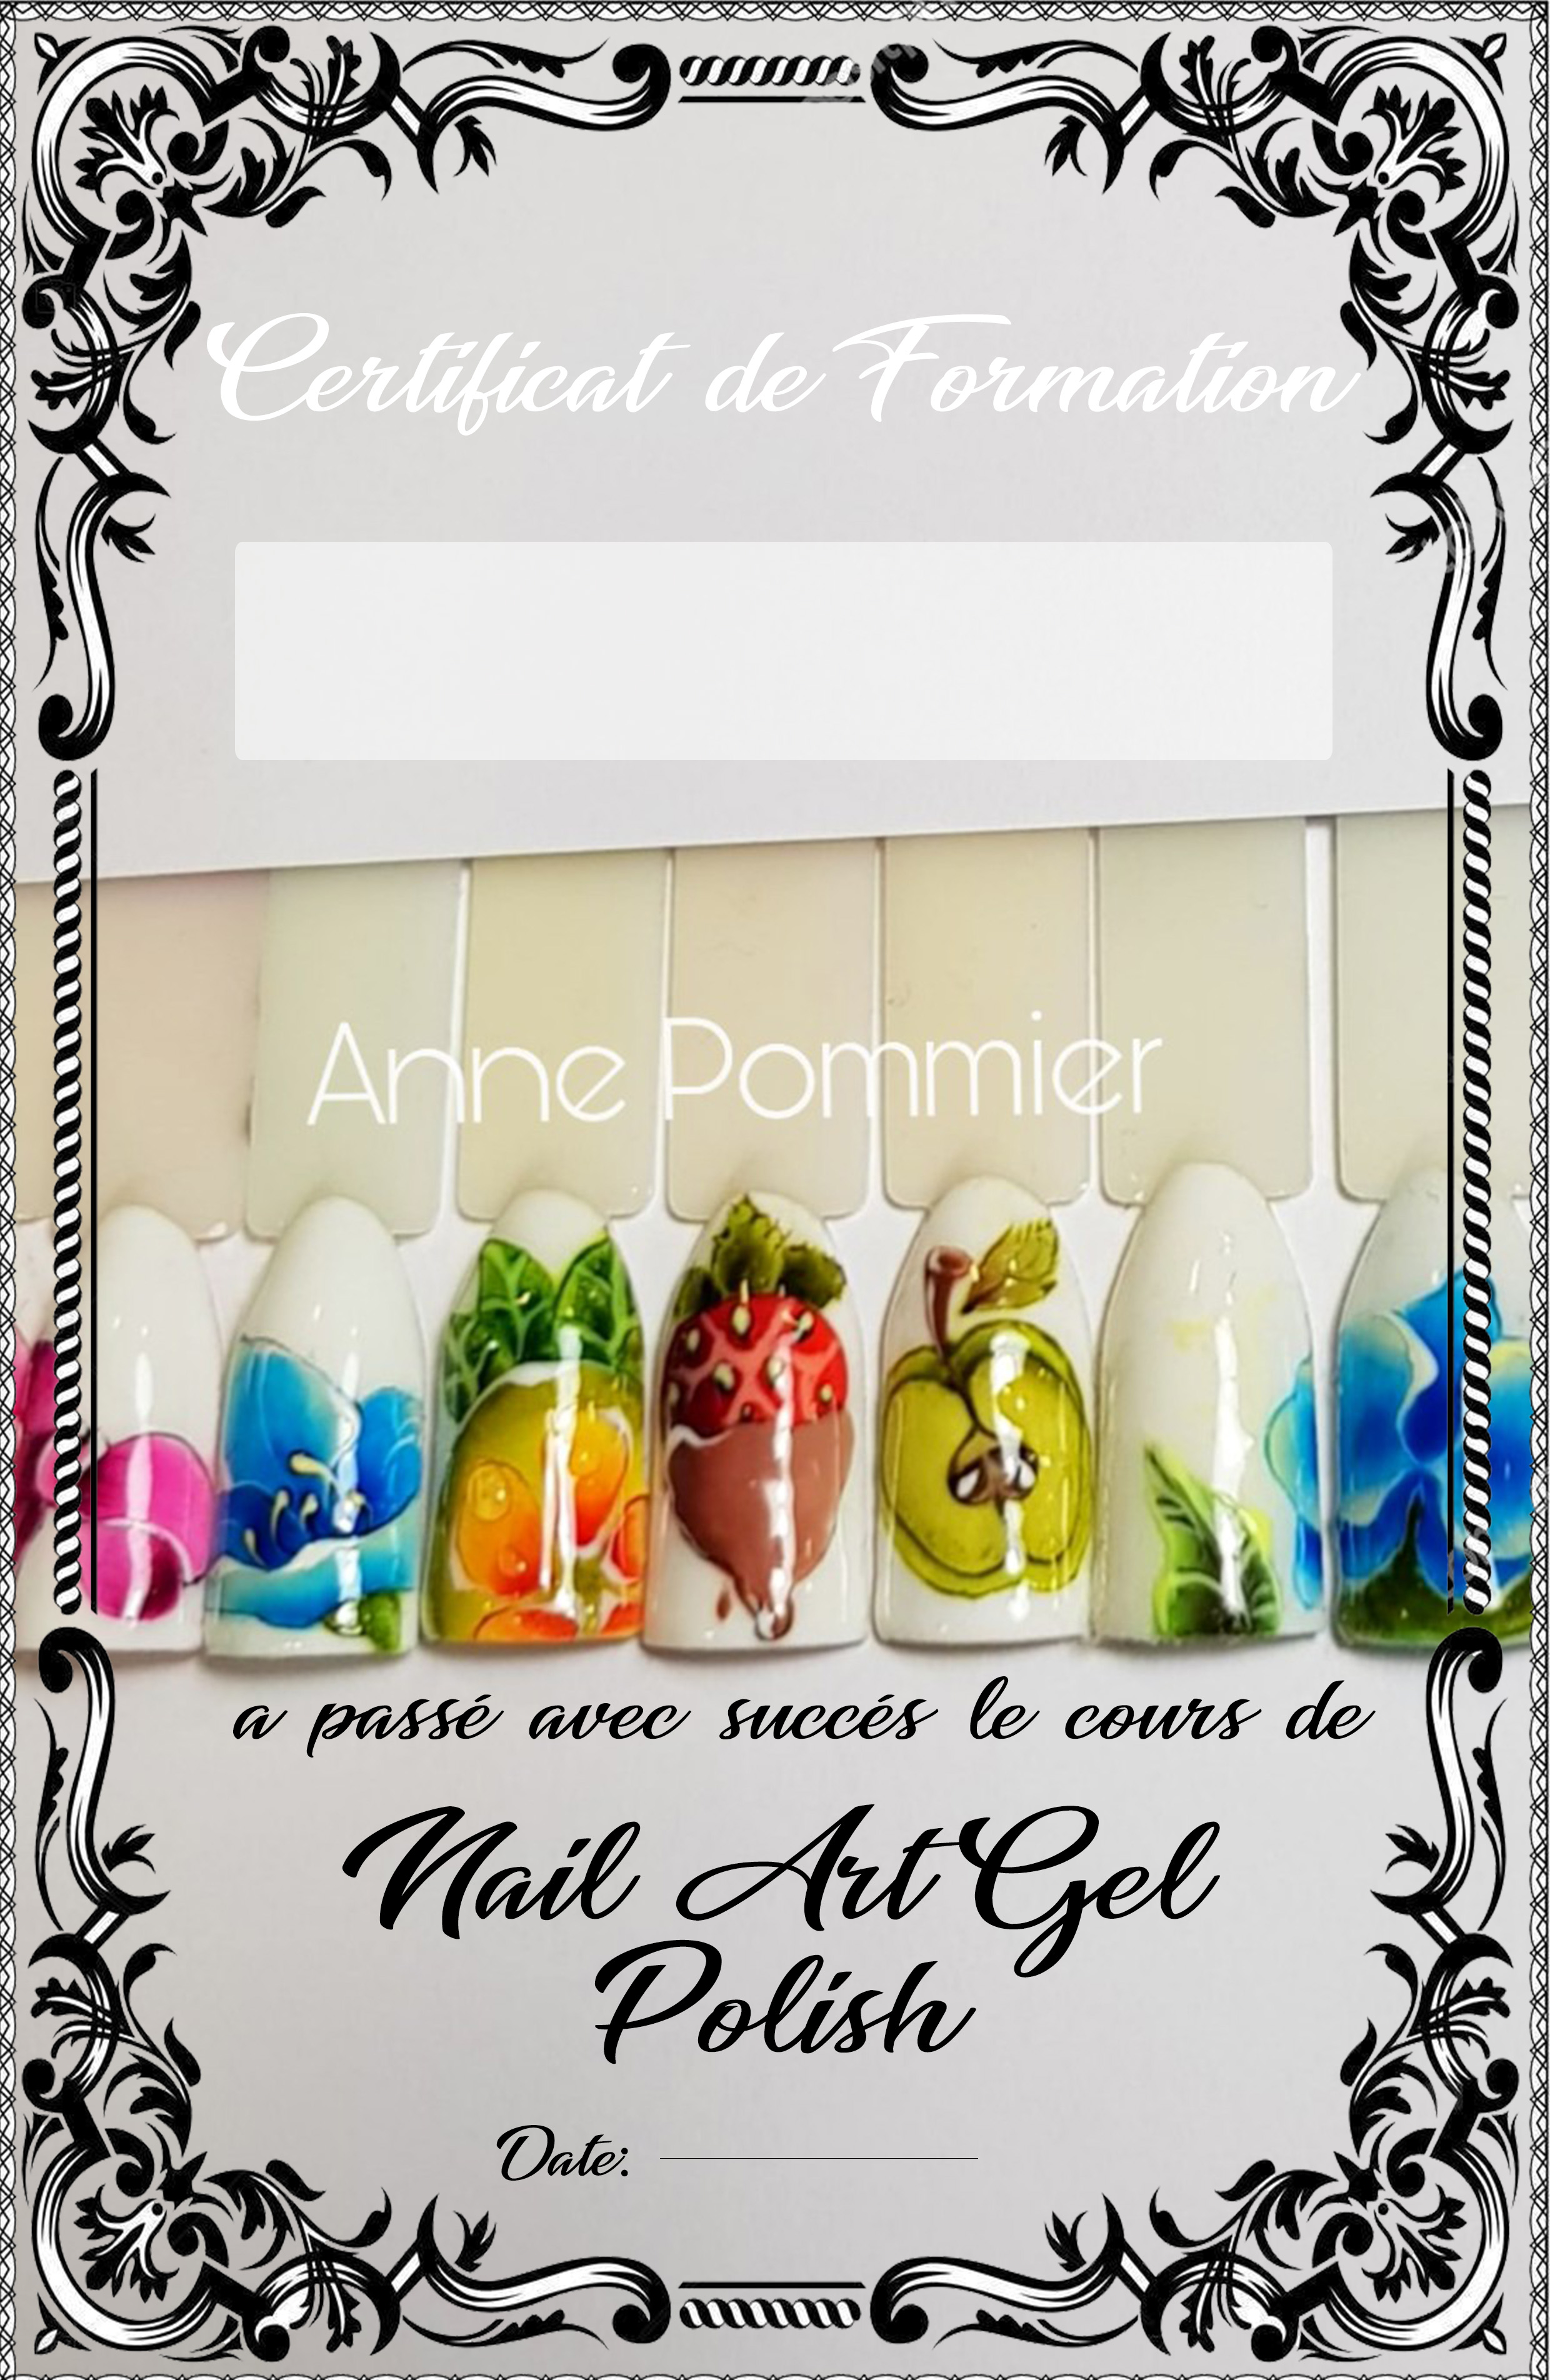 Certificat de Formation
Anne Pommier
a passé avec succés le cours de
Nail Art Gel
Polish
Date: